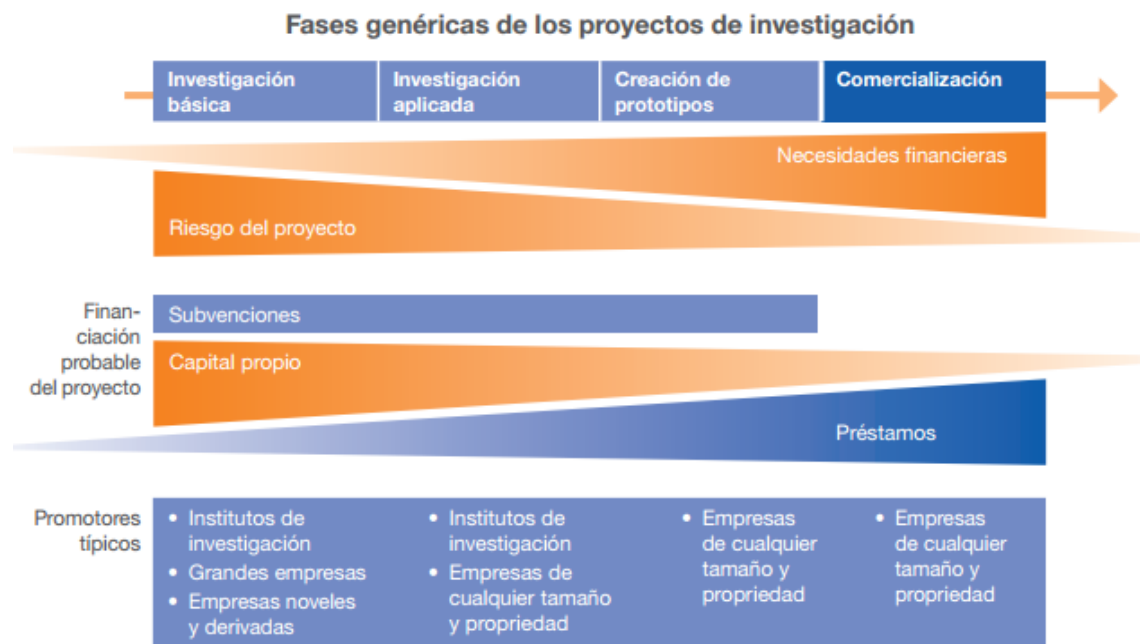 Fases genéricas de los proyectos de investigación
Investigación
básica
Investigación
aplicada
Creación de
prototipos
Comercialización
Necesidades financieras
Riesgo del proyecto
Finan-
ciación
probable
del proyecto
Subvenciones
Capital propio
Préstamos
Promotores
típicos
• Institutos de
investigación
• Grandes empresas
• Empresas noveles
y derivadas
• Institutos de
investigación
• Empresas de
cualquier tamaño
y propriedad
• Empresas
de cualquier
tamaño y
propriedad
• Empresas
de cualquier
tamaño y
propriedad